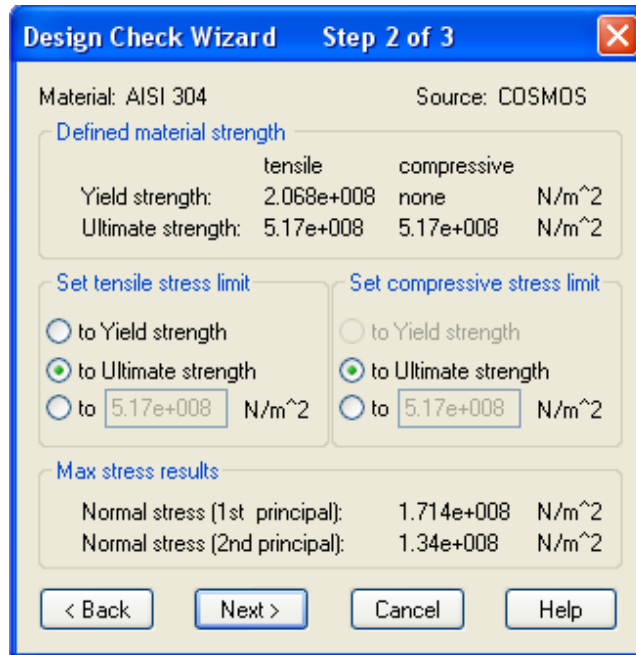 Design Check Wizard Step 2 of 3
Material: AISI 304 Source: COSMOS
Defined material strength
tensile compressive
Yield strength: 2.068e+008 none N/m^2
Ultimate strength: 5.17e+008 5.17e+008 N/m^2
Set tensile stress limit
to Yield strength
to Ultimate strength
to 5.17e+008 N/m^2
Set compressive stress limit
to Yield strength
to Ultimate strength
to 5.17e+008 N/m^2
Max stress results
Normal stress (1st principal): 1.714e+008 N/m^2
Normal stress (2nd principal): 1.34e+008 N/m^2
< Back Next > Cancel Help